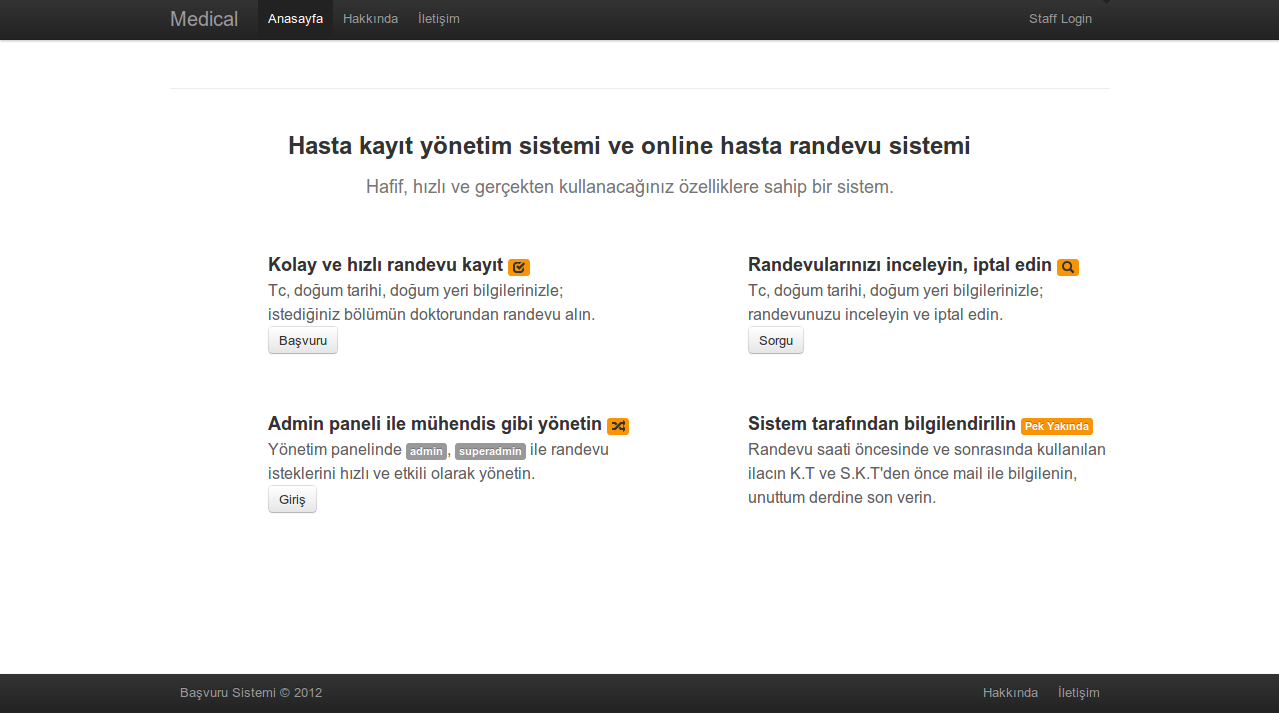 Medical Anasayfa Hakkında İletişim Staff Login
Hasta kayıt yönetim sistemi ve online hasta randevu sistemi
Hafif, hızlı ve gerçekten kullanacağınız özelliklere sahip bir sistem.
Kolay ve hızlı randevu kayıt
Tc, doğum tarihi, doğum yeri bilgilerinizle;
istediğiniz bölümün doktorundan randevu alın.
Başvuru
Randevularınızı inceleyin, iptal edin
Tc, doğum tarihi, doğum yeri bilgilerinizle;
randevunuzu inceleyin ve iptal edin.
Sorgu
Admin paneli ile mühendis gibi yönetin
Yönetim panelinde admin, superadmin ile randevu
isteklerini hızlı ve etkili olarak yönetin.
Giriş
Sistem tarafından bilgilendirilin Pek Yakında
Randevu saati öncesinde ve sonrasında kullanılan
ilacın K.T ve S.K.T'den önce mail ile bilgilenin,
unuttum derdine son verin.
Başvuru Sistemi © 2012 Hakkında İletişim